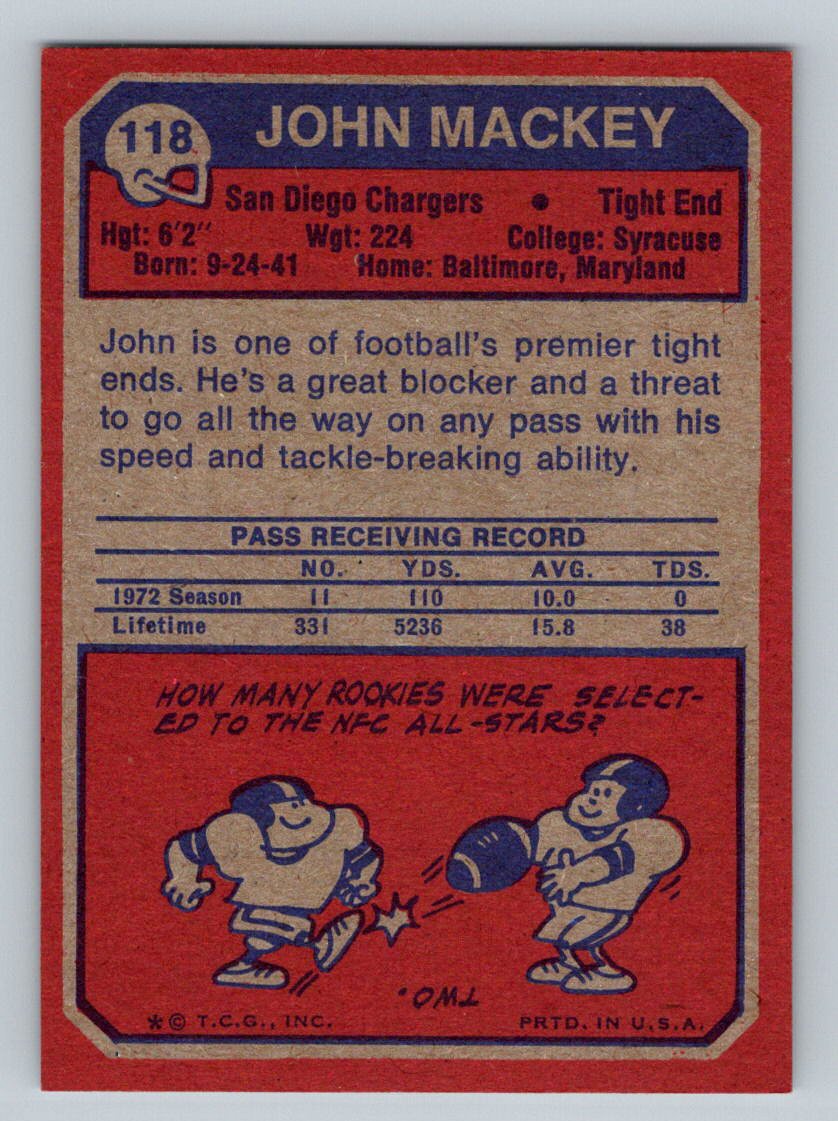 118
JOHN MACKEY
San Diego Chargers • Tight End
Hgt: 6'2" Wgt: 224 College: Syracuse
Born: 9-24-41 Home: Baltimore, Maryland
John is one of football's premier tight
ends. He's a great blocker and a threat
to go all the way on any pass with his
speed and tackle-breaking ability.
PASS RECEIVING RECORD
NO. YDS. AVG. TDS.
1972 Season 11 110 10.0 0
Lifetime 331 5236 15.8 38
HOW MANY ROOKIES WERE SELECT-
ED TO THE NFC ALL-STARS?
TWO.
*© T.C.G., INC. PRTD. IN U.S.A.